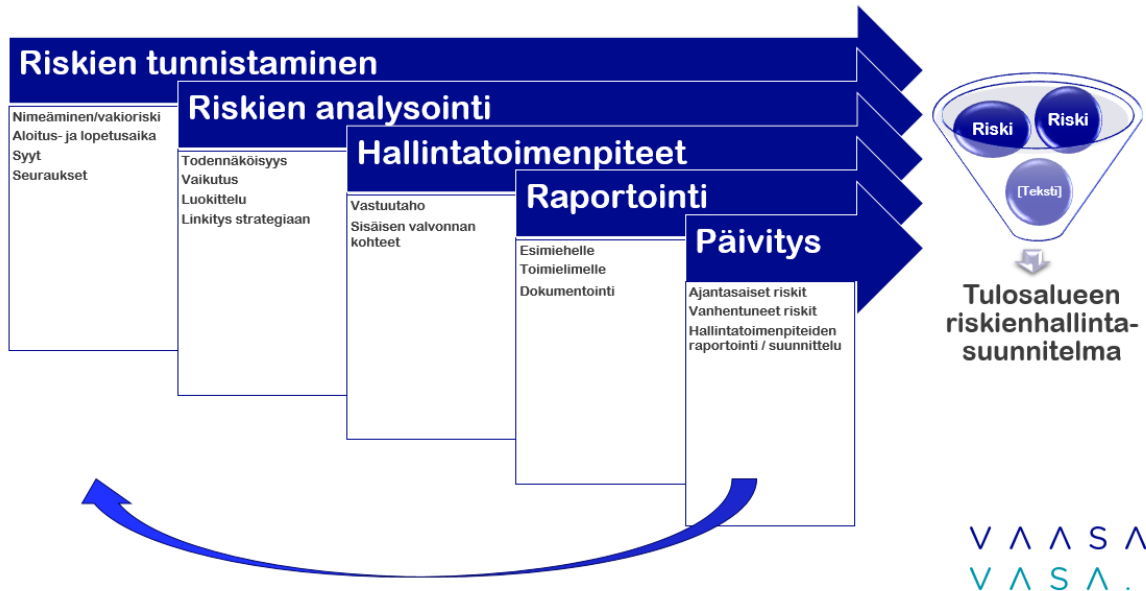 Riskien tunnistaminen
Nimeäminen/vakioriski
Aloitus- ja lopetusaika
Syyt
Seuraukset
Riskien analysointi
Todennäköisyys
Vaikutus
Luokittelu
Linkitys strategiaan
Hallintatoimenpiteet
Vastuutaho
Sisäisen valvonnan
kohteet
Raportointi
Esimiehelle
Toimielimelle
Dokumentointi
Päivitys
Ajantasaiset riskit
Vanhentuneet riskit
Hallintatoimenpiteiden
raportointi / suunnittelu
Riski
Riski
[Teksti]
Tulosalueen
riskienhallinta-
suunnitelma
VAASA
VASA.